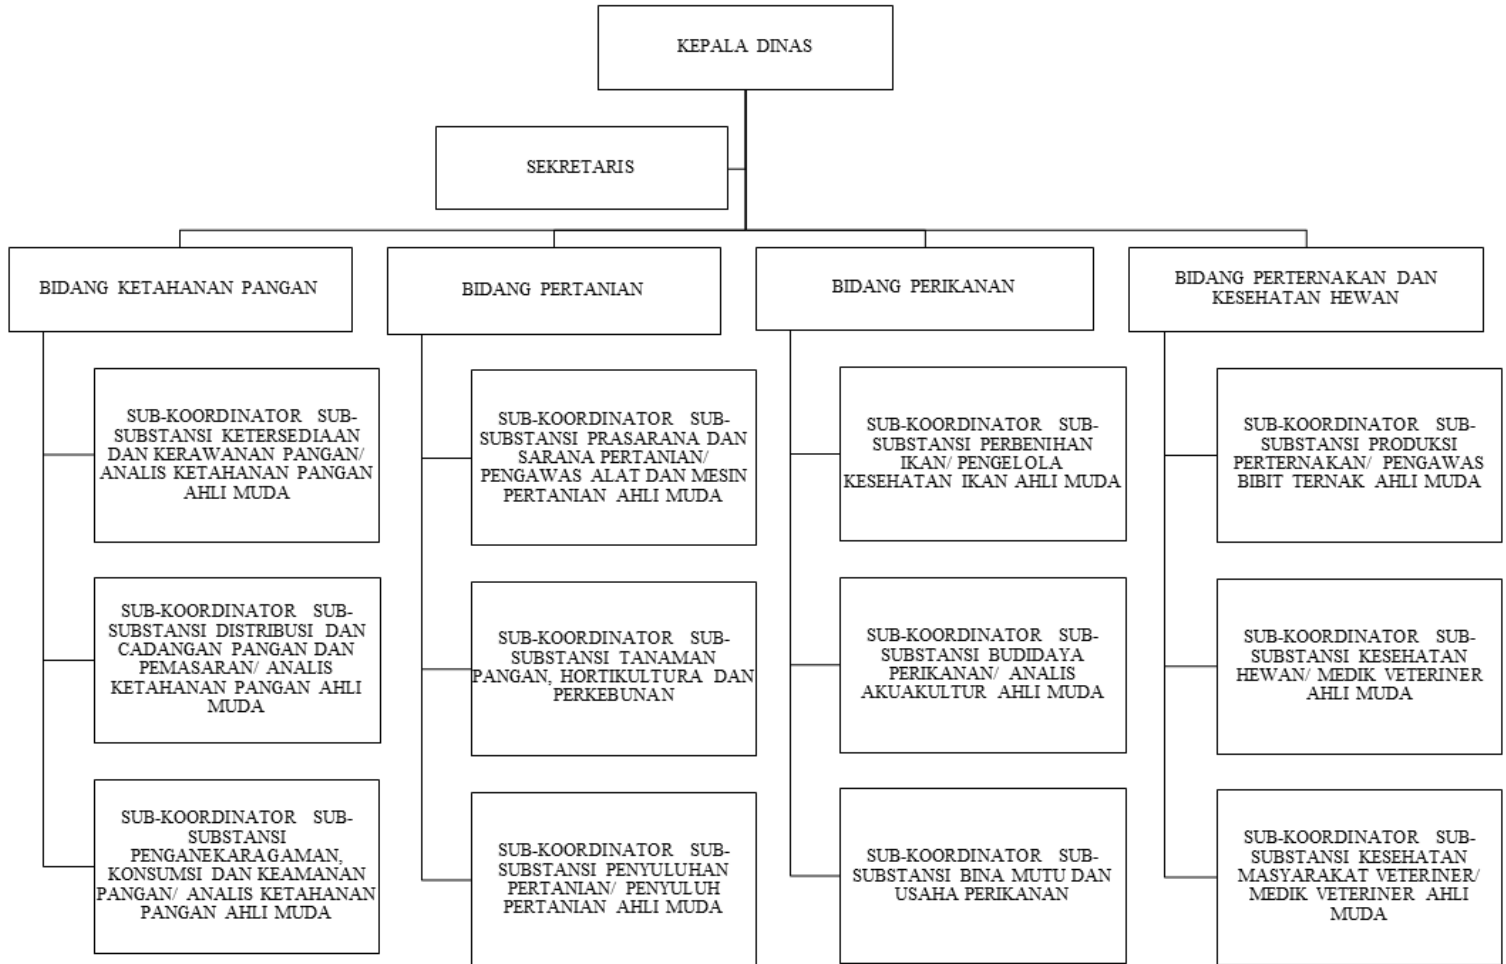 KEPALA DINAS
SEKRETARIS
BIDANG KETAHANAN PANGAN
BIDANG PERTANIAN
BIDANG PERIKANAN
BIDANG PERTERNAKAN DAN
KESEHATAN HEWAN
SUB-KOORDINATOR SUB-
SUBSTANSI KETERSEDIAAN
DAN KERAWANAN PANGAN/
ANALIS KETAHANAN PANGAN
AHLI MUDA
SUB-KOORDINATOR SUB-
SUBSTANSI PRASARANA DAN
SARANA PERTANIAN/
PENGAWAS ALAT DAN MESIN
PERTANIAN AHLI MUDA
SUB-KOORDINATOR SUB-
SUBSTANSI PERBENIHAN
IKAN/ PENGELOLA
KESEHATAN IKAN AHLI MUDA
SUB-KOORDINATOR SUB-
SUBSTANSI PRODUKSI
PERTERNAKAN/ PENGAWAS
BIBIT TERNAK AHLI MUDA
SUB-KOORDINATOR SUB-
SUBSTANSI DISTRIBUSI DAN
CADANGAN PANGAN DAN
PEMASARAN/ ANALIS
KETAHANAN PANGAN AHLI
MUDA
SUB-KOORDINATOR SUB-
SUBSTANSI TANAMAN
PANGAN, HORTIKULTURA DAN
PERKEBUNAN
SUB-KOORDINATOR SUB-
SUBSTANSI BUDIDAYA
PERIKANAN/ ANALIS
AKUAKULTUR AHLI MUDA
SUB-KOORDINATOR SUB-
SUBSTANSI KESEHATAN
HEWAN/ MEDIK VETERINER
AHLI MUDA
SUB-KOORDINATOR SUB-
SUBSTANSI
PENGANEKARAGAMAN,
KONSUMSI DAN KEAMANAN
PANGAN/ ANALIS KETAHANAN
PANGAN AHLI MUDA
SUB-KOORDINATOR SUB-
SUBSTANSI PENYULUHAN
PERTANIAN/ PENYULUH
PERTANIAN AHLI MUDA
SUB-KOORDINATOR SUB-
SUBSTANSI BINA MUTU DAN
USAHA PERIKANAN
SUB-KOORDINATOR SUB-
SUBSTANSI KESEHATAN
MASYARAKAT VETERINER/
MEDIK VETERINER AHLI
MUDA